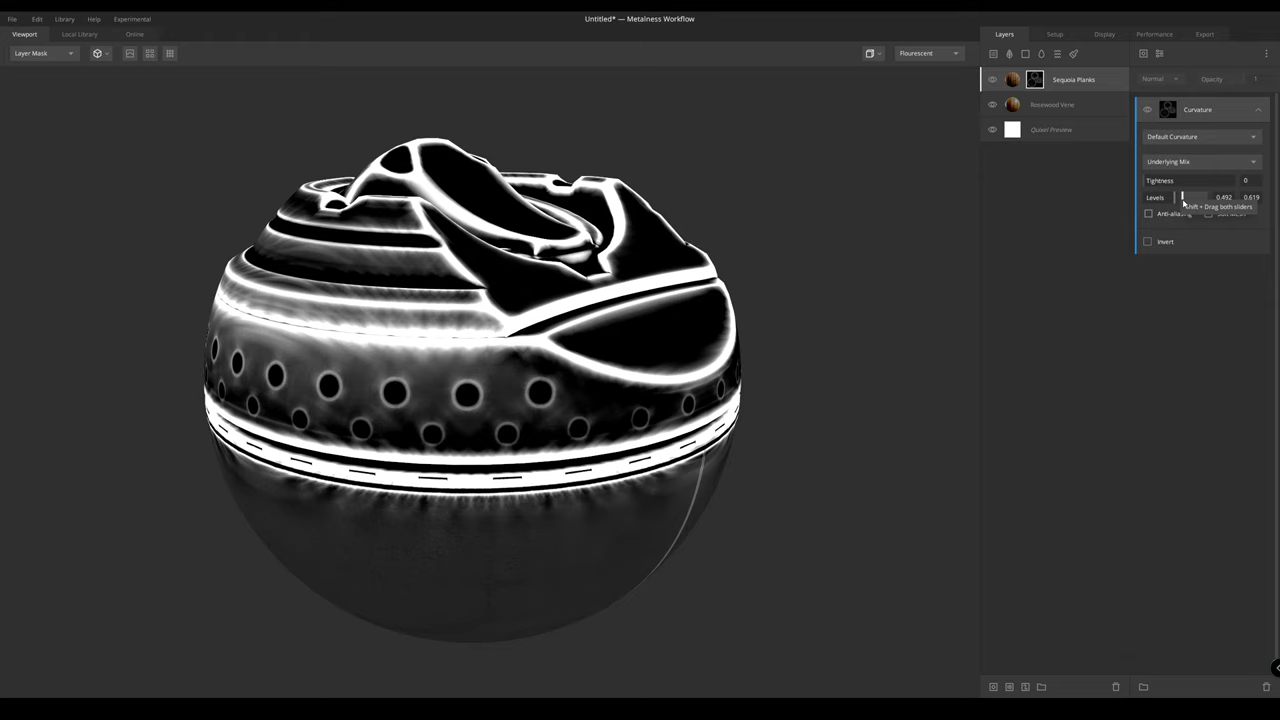 Untitled* — Metalness Workflow
File Edit Library Help Experimental
Viewport Local Library Online
Layers Setup Display Performance Export
Layer Mask
Flourescent
Sequoia Planks
Rosewood Vene
Quixel Preview
Normal Opacity 1
Curvature
Default Curvature
Underlying Mix
Tightness 0
Levels 0.492 0.619
Shift + Drag both sliders
Anti-aliasing
Invert